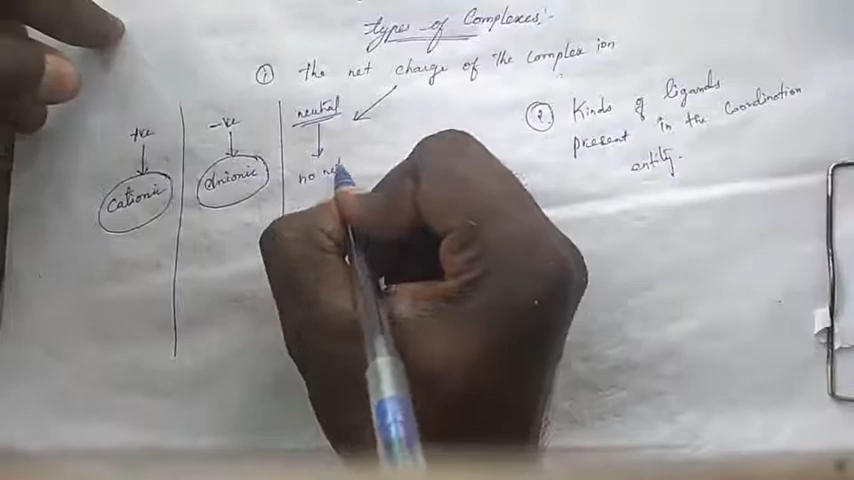 types of Complexes:-
① The net charge of the Complex ion
+ve
-ve
neutral
Cationic
Anionic
no net
② Kinds of ligands
present in the Coordination
entity.